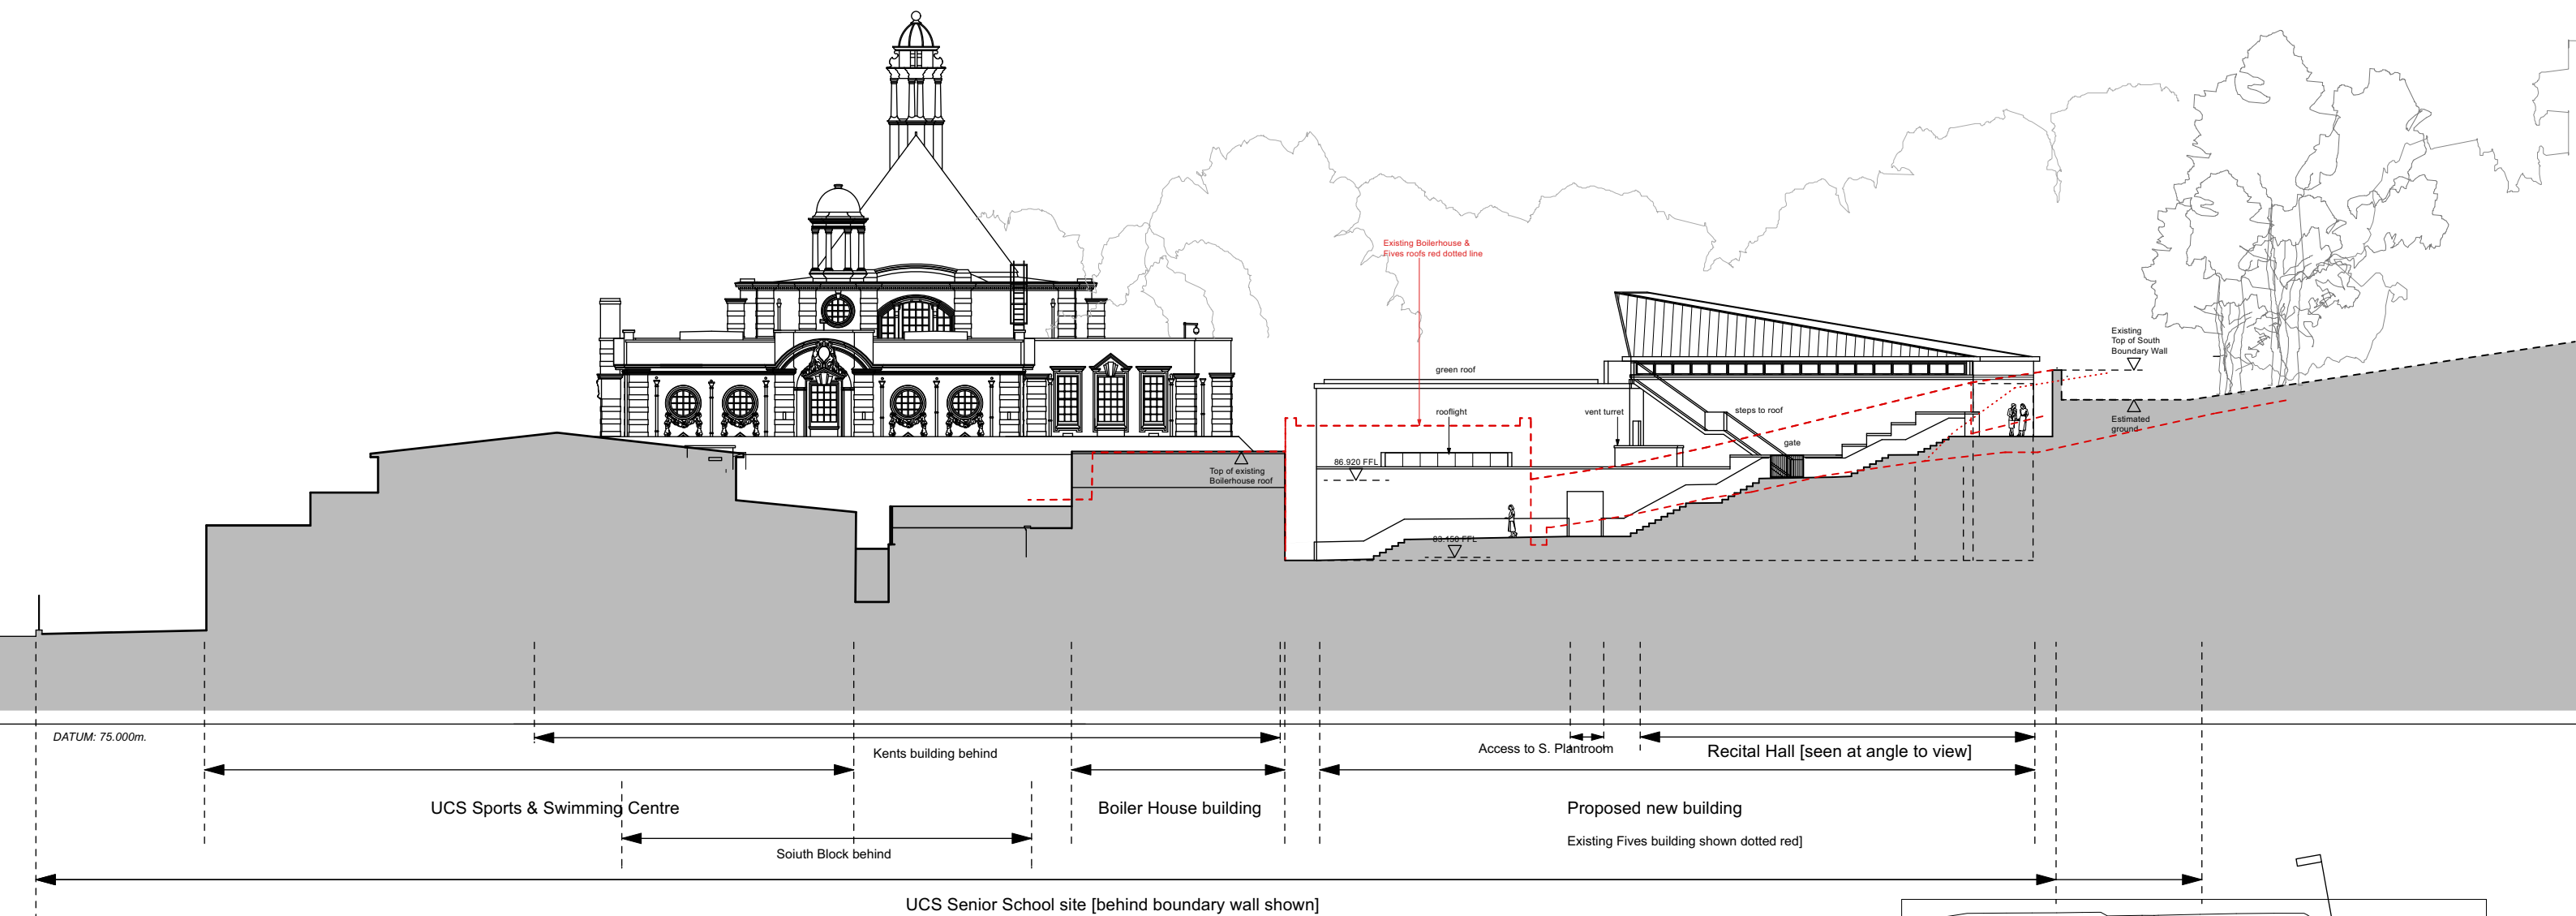 Existing Boilerhouse &
Fives roofs red dotted line
Existing
Top of South
Boundary Wall
green roof
rooflight
vent turret
steps to roof
Estimated
ground
gate
86.920 FFL
Top of existing
Boilerhouse roof
83.150 FFL
DATUM: 75.000m.
Kents building behind
Access to S. Plantroom
Recital Hall [seen at angle to view]
UCS Sports & Swimming Centre
Boiler House building
Proposed new building
Existing Fives building shown dotted red]
Soiuth Block behind
UCS Senior School site [behind boundary wall shown]